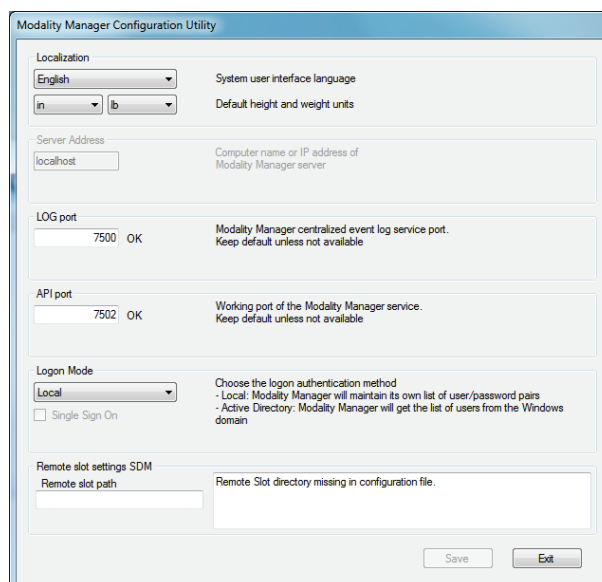 Modality Manager Configuration Utility
Localization
English
System user interface language
in
lb
Default height and weight units
Server Address
localhost
Computer name or IP address of
Modality Manager server
LOG port
7500
OK
Modality Manager centralized event log service port.
Keep default unless not available
API port
7502
OK
Working port of the Modality Manager service.
Keep default unless not available
Logon Mode
Local
Single Sign On
Choose the logon authentication method
- Local: Modality Manager will maintain its own list of user/password pairs
- Active Directory: Modality Manager will get the list of users from the Windows
domain
Remote slot settings SDM
Remote slot path
Remote Slot directory missing in configuration file.
Save
Exit